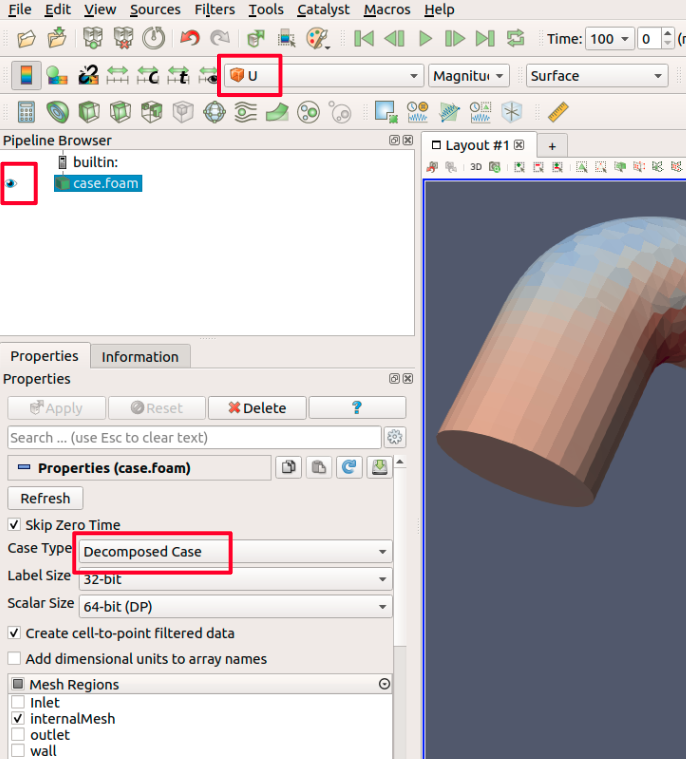 File Edit View Sources Filters Tools Catalyst Macros Help
Time: 100 0
U Magnitu Surface
Pipeline Browser
Layout #1 +
builtin:
case.foam
3D
Properties Information
Properties
Apply Reset Delete ?
Search ... (use Esc to clear text)
Properties (case.foam)
Refresh
Skip Zero Time
Case Type Decomposed Case
Label Size 32-bit
Scalar Size 64-bit (DP)
Create cell-to-point filtered data
Add dimensional units to array names
Mesh Regions
Inlet
internalMesh
outlet
wall